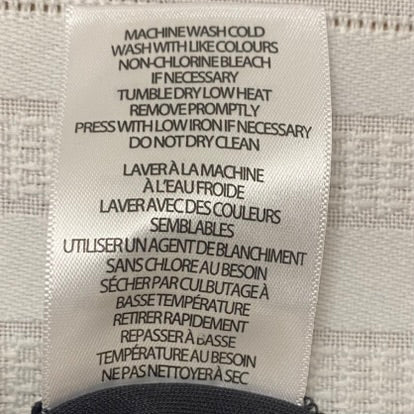 MACHINE WASH COLD
WASH WITH LIKE COLOURS
NON-CHLORINE BLEACH
IF NECESSARY
TUMBLE DRY LOW HEAT
REMOVE PROMPTLY
PRESS WITH LOW IRON IF NECESSARY
DO NOT DRY CLEAN
LAVER À LA MACHINE
À L'EAU FROIDE
LAVER AVEC DES COULEURS
SEMBLABLES
UTILISER UN AGENT DE BLANCHIMENT
SANS CHLORE AU BESOIN
SÉCHER PAR CULBUTAGE À
BASSE TEMPÉRATURE
RETIRER RAPIDEMENT
REPASSER À BASSE
TEMPÉRATURE AU BESOIN
NE PAS NETTOYER À SEC